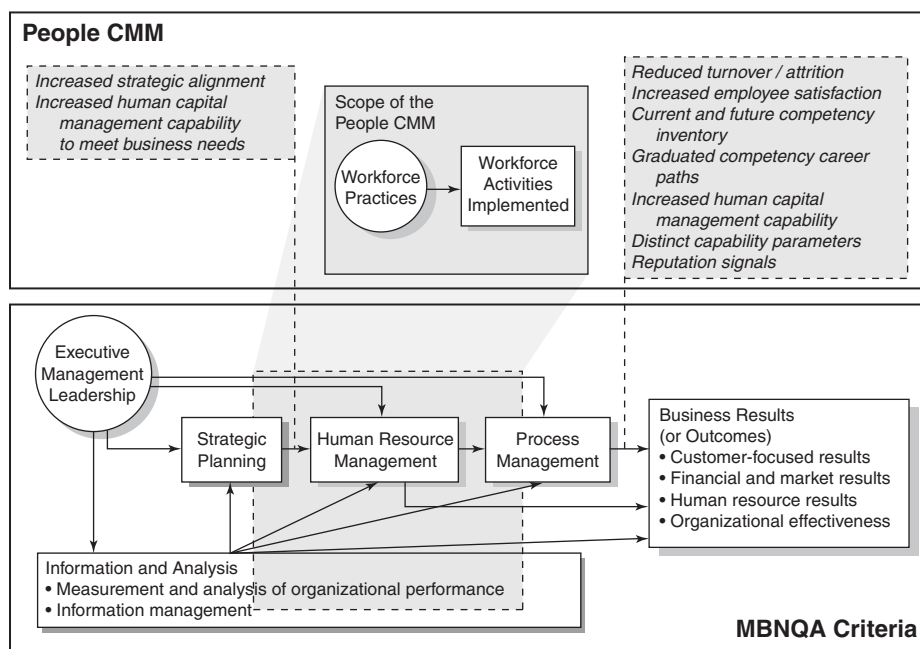 People CMM
Increased strategic alignment
Increased human capital
management capability
to meet business needs
Scope of the
People CMM
Workforce
Practices
Workforce
Activities
Implemented
Reduced turnover / attrition
Increased employee satisfaction
Current and future competency
inventory
Graduated competency career
paths
Increased human capital
management capability
Distinct capability parameters
Reputation signals
Executive
Management
Leadership
Strategic
Planning
Human Resource
Management
Process
Management
Business Results
(or Outcomes)
• Customer-focused results
• Financial and market results
• Human resource results
• Organizational effectiveness
Information and Analysis
• Measurement and analysis of organizational performance
• Information management
MBNQA Criteria